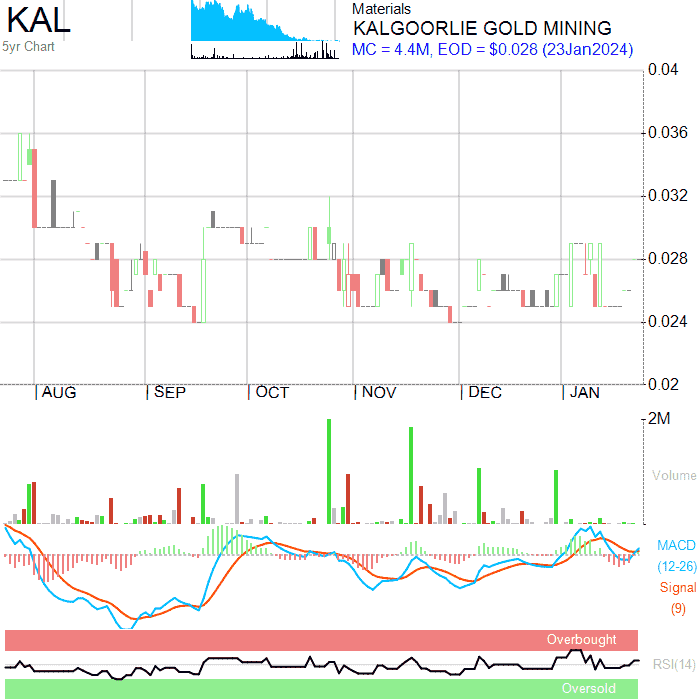 KAL
5yr Chart
Materials
KALGOORLIE GOLD MINING
MC = 4.4M, EOD = $0.028 (23Jan2024)
0.04
0.036
0.032
0.028
0.024
0.02
AUG SEP OCT NOV DEC JAN
2M
Volume
MACD
(12-26)
Signal
(9)
Overbought
RSI(14)
Oversold